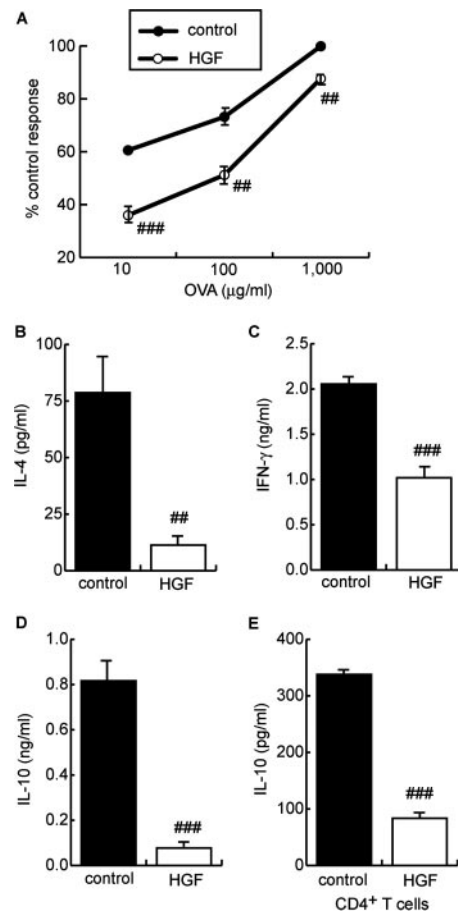 A
control
HGF
% control response
100
80
60
40
20
###
##
##
10
100
1,000
OVA (µg/ml)
B
IL-4 (pg/ml)
100
75
50
25
0
##
control
HGF
C
IFN-γ (ng/ml)
2.5
2.0
1.5
1.0
0.5
0.0
###
control
HGF
D
IL-10 (ng/ml)
1.0
0.8
0.6
0.4
0.2
0.0
###
control
HGF
E
IL-10 (pg/ml)
400
300
200
100
0
###
control
HGF
CD4+ T cells